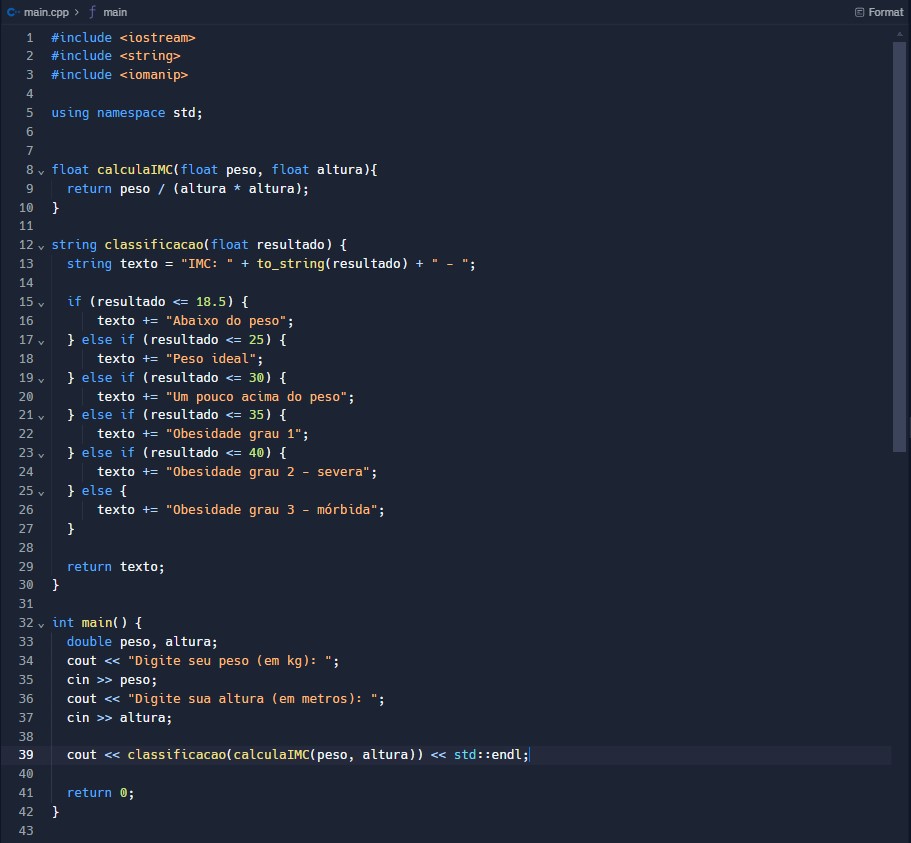 main.cpp > ƒ main
Format
1 #include <iostream>
2 #include <string>
3 #include <iomanip>
4
5 using namespace std;
6
7
8 float calculaIMC(float peso, float altura){
9   return peso / (altura * altura);
10 }
11
12 string classificacao(float resultado) {
13   string texto = "IMC: " + to_string(resultado) + " - ";
14
15   if (resultado <= 18.5) {
16       texto += "Abaixo do peso";
17   } else if (resultado <= 25) {
18       texto += "Peso ideal";
19   } else if (resultado <= 30) {
20       texto += "Um pouco acima do peso";
21   } else if (resultado <= 35) {
22       texto += "Obesidade grau 1";
23   } else if (resultado <= 40) {
24       texto += "Obesidade grau 2 - severa";
25   } else {
26       texto += "Obesidade grau 3 - mórbida";
27   }
28
29   return texto;
30 }
31
32 int main() {
33   double peso, altura;
34   cout << "Digite seu peso (em kg): ";
35   cin >> peso;
36   cout << "Digite sua altura (em metros): ";
37   cin >> altura;
38
39   cout << classificacao(calculaIMC(peso, altura)) << std::endl;
40
41   return 0;
42 }
43